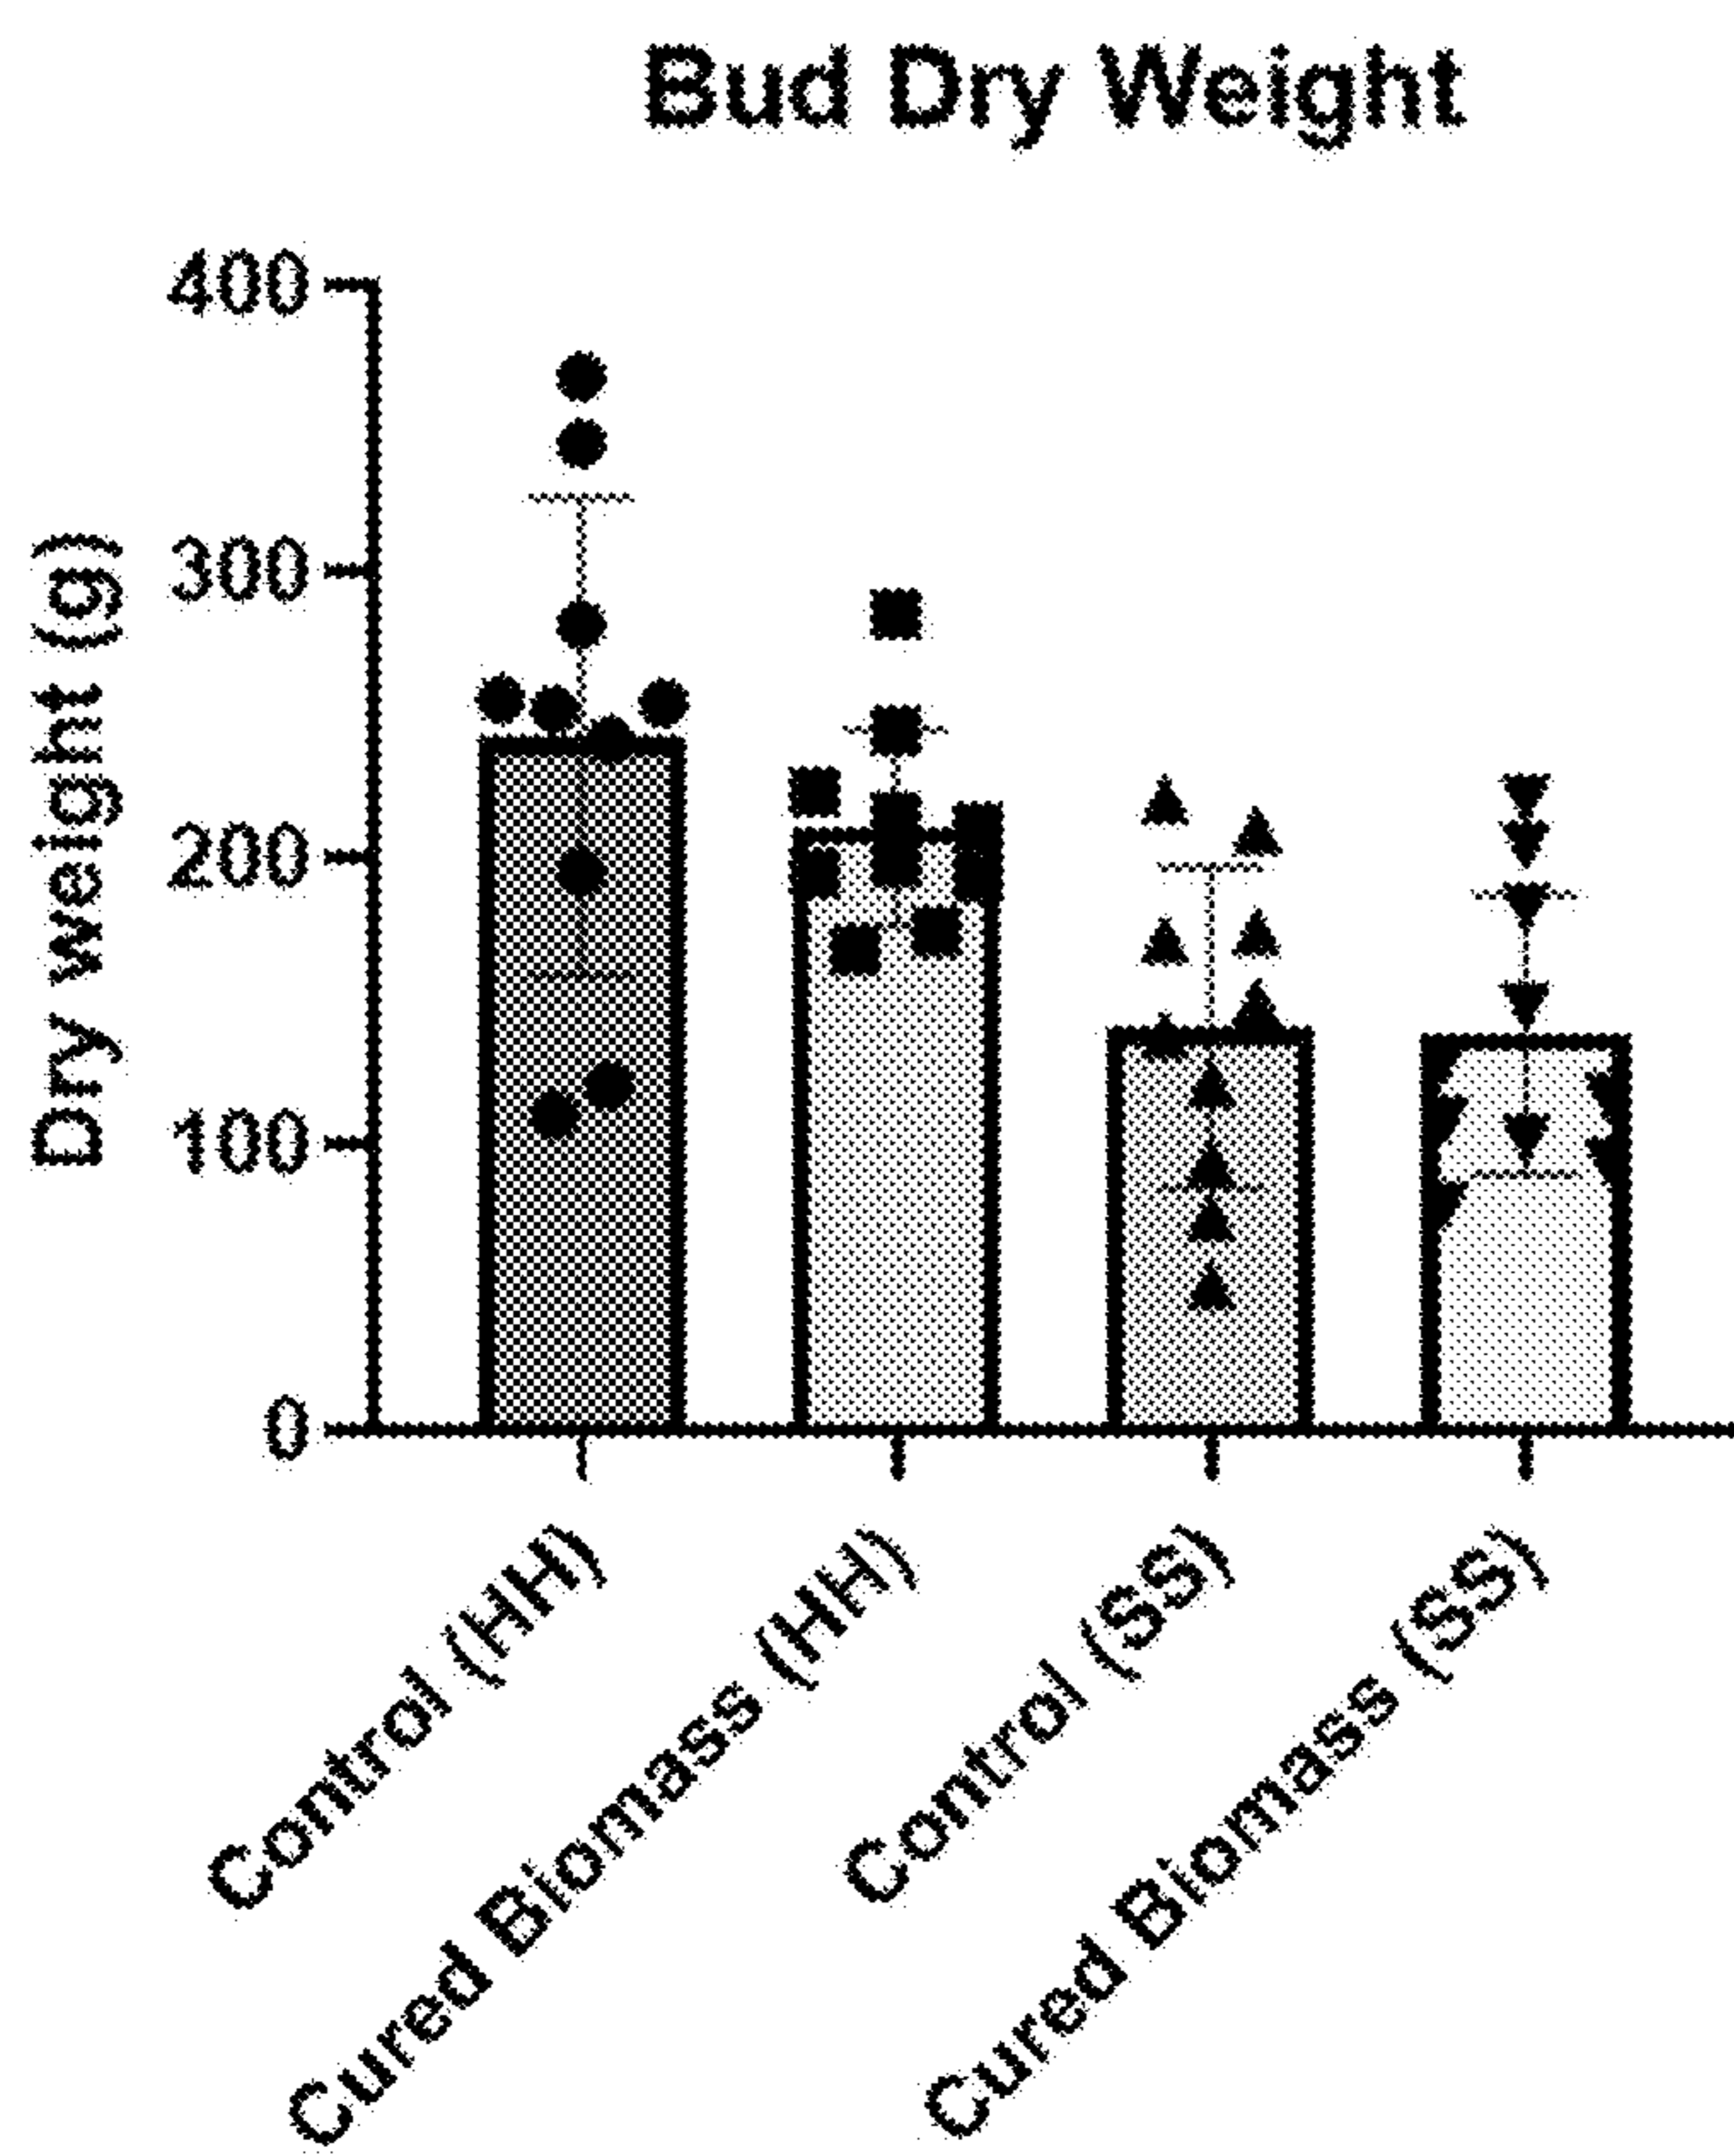 Bud Dry Weight
Dry weight (g)
400
300
200
100
0
Control (HH)
Cured Biomass (HH)
Control (SS)
Cured Biomass (SS)